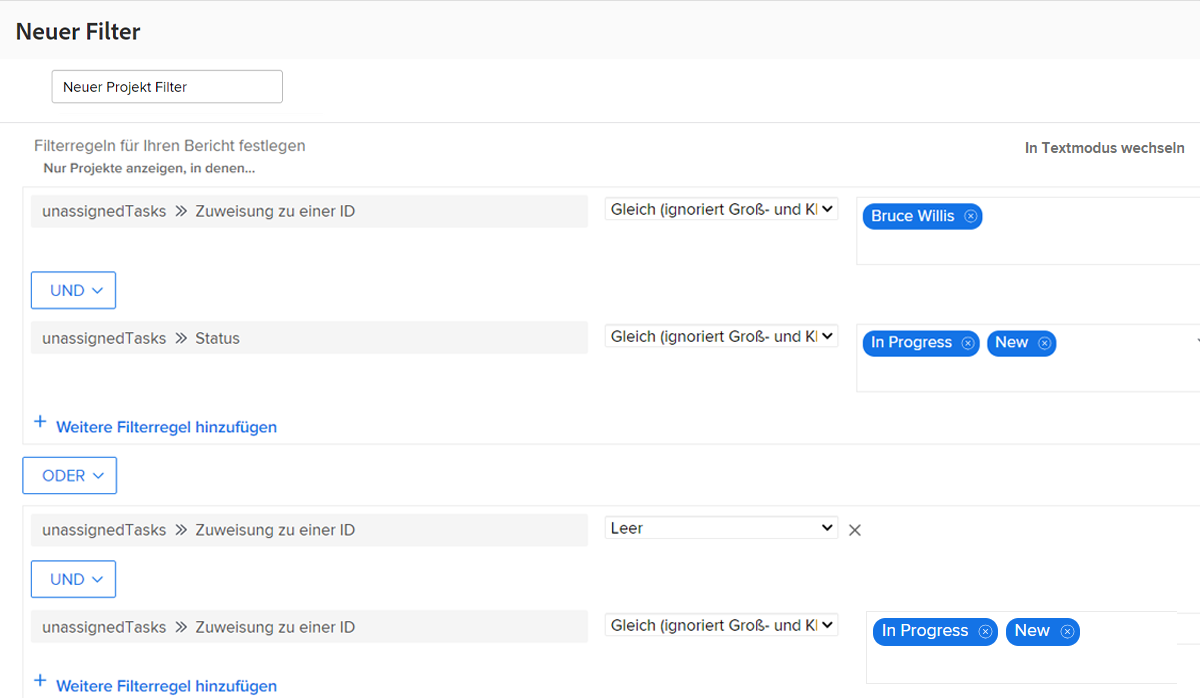 Neuer Filter
Neuer Projekt Filter
Filterregeln für Ihren Bericht festlegen
In Textmodus wechseln
Nur Projekte anzeigen, in denen...
unassignedTasks >> Zuweisung zu einer ID
Gleich (ignoriert Groß- und Kl
Bruce Willis
UND
unassignedTasks >> Status
Gleich (ignoriert Groß- und Kl
In Progress New
+ Weitere Filterregel hinzufügen
ODER
unassignedTasks >> Zuweisung zu einer ID
Leer
UND
unassignedTasks >> Zuweisung zu einer ID
Gleich (ignoriert Groß- und Kl
In Progress New
+ Weitere Filterregel hinzufügen